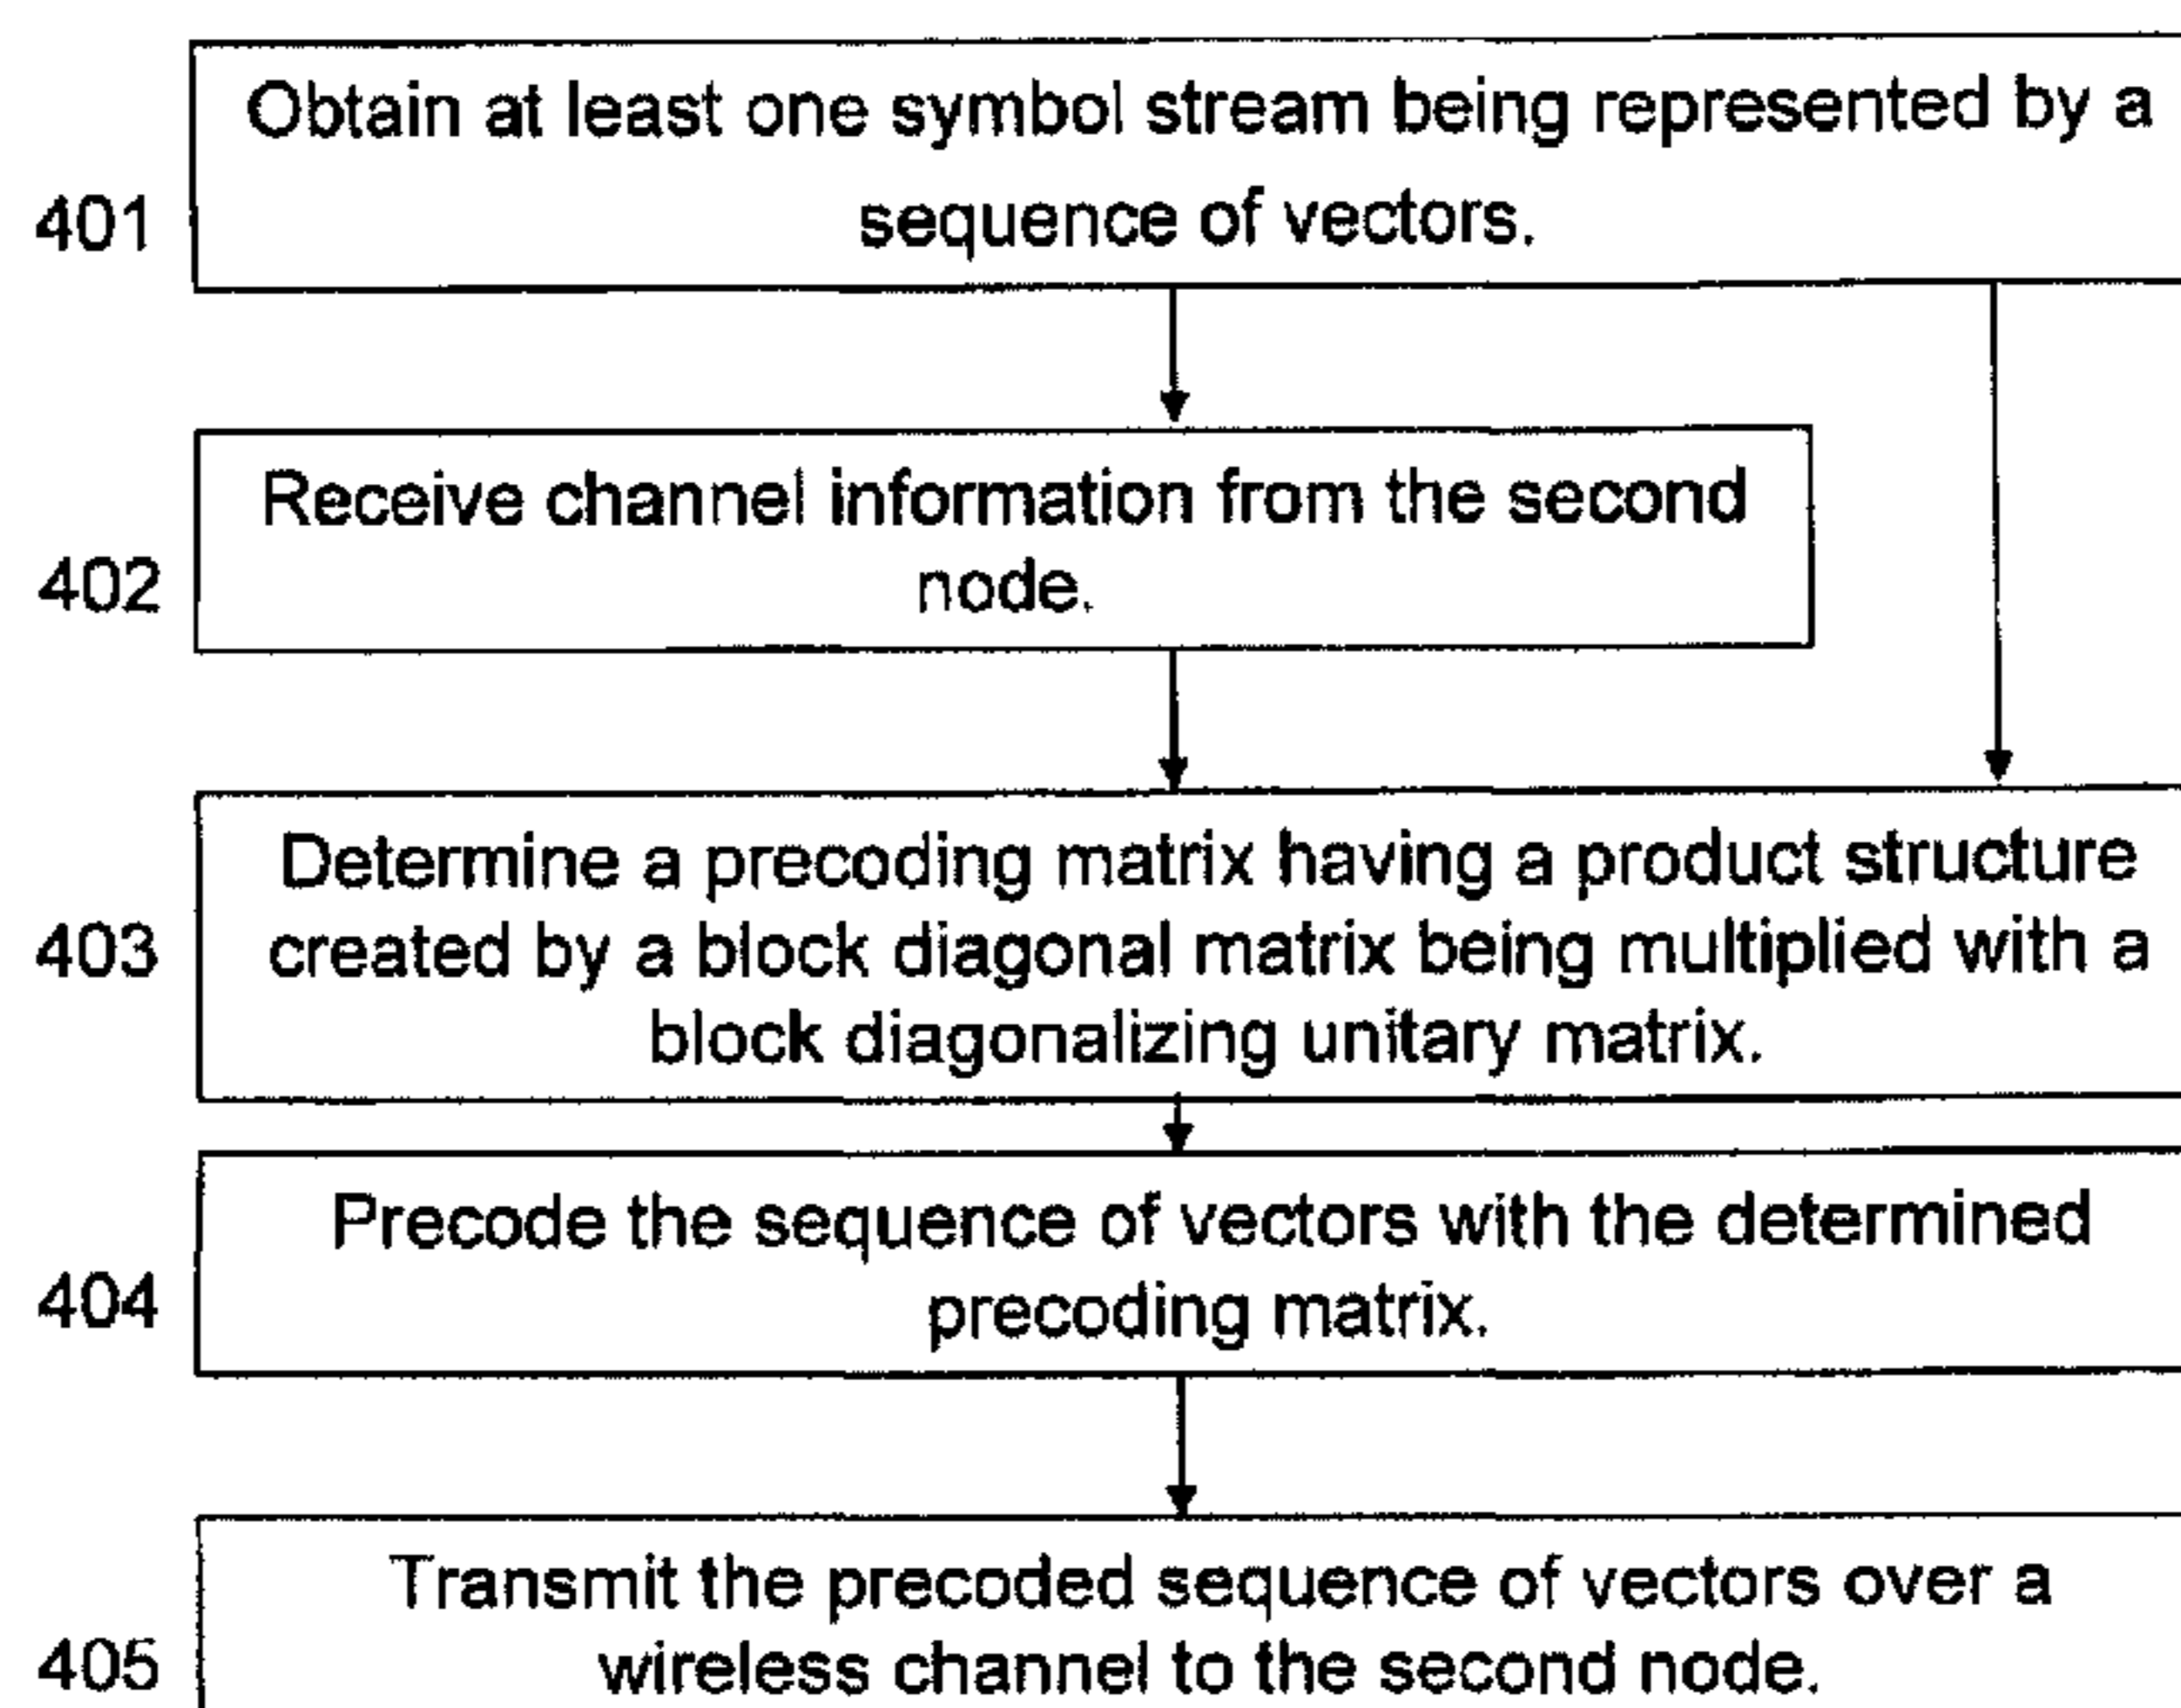 Obtain at least one symbol stream being represented by a
401 sequence of vectors.
Receive channel information from the second
402 node.
Determine a precoding matrix having a product structure
403 created by a block diagonal matrix being multiplied with a
block diagonalizing unitary matrix.
Precode the sequence of vectors with the determined
404 precoding matrix.
Transmit the precoded sequence of vectors over a
405 wireless channel to the second node.